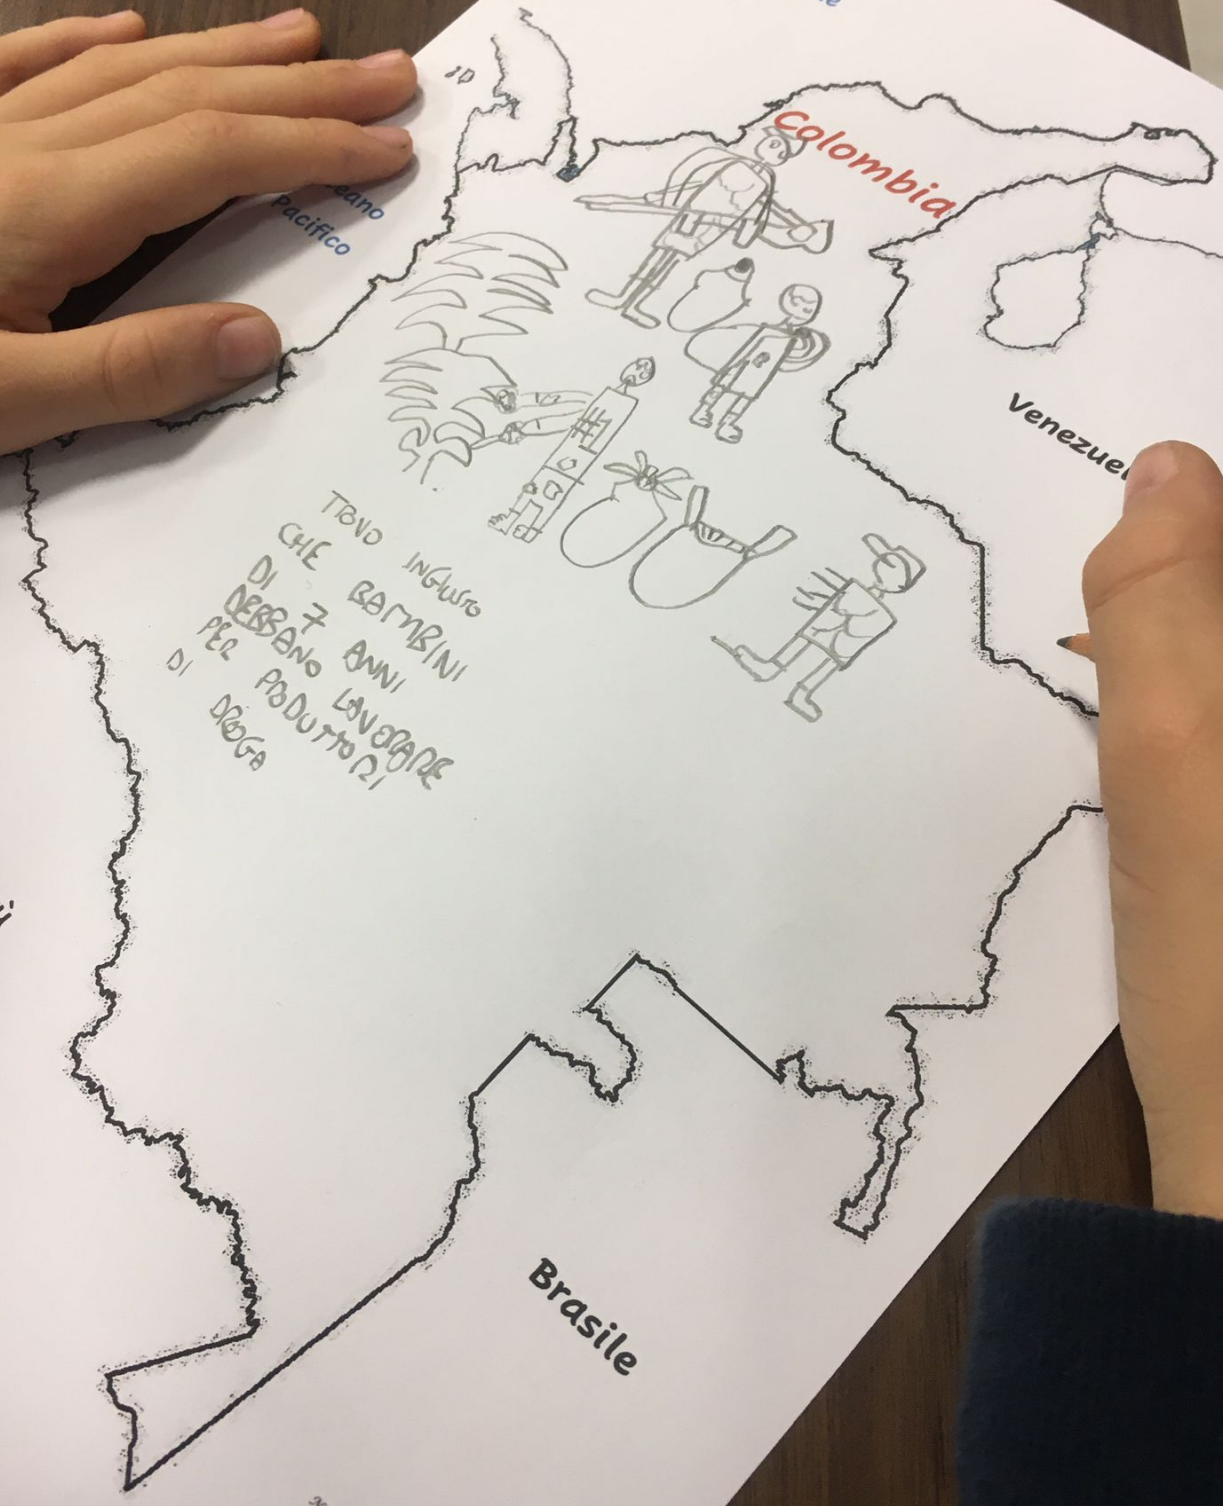 Colombia
Oceano
Pacifico
Venezuel
TROVO INGIUSTO
CHE BAMBINI
DI 7 ANNI
DEBBANO LAVORARE
PER PRODUTTORI
DI DROGA
Brasile